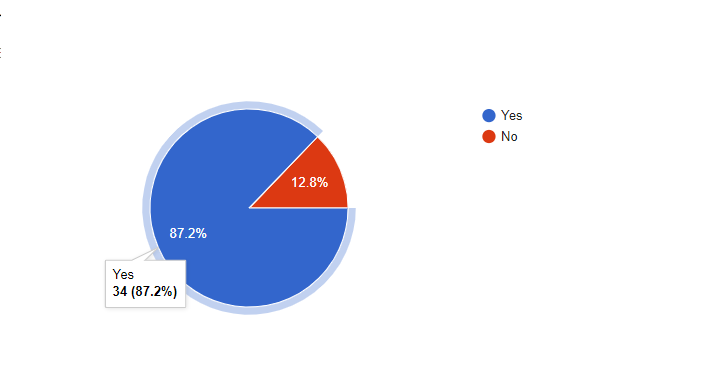 Yes
No
12.8%
87.2%
Yes
34 (87.2%)